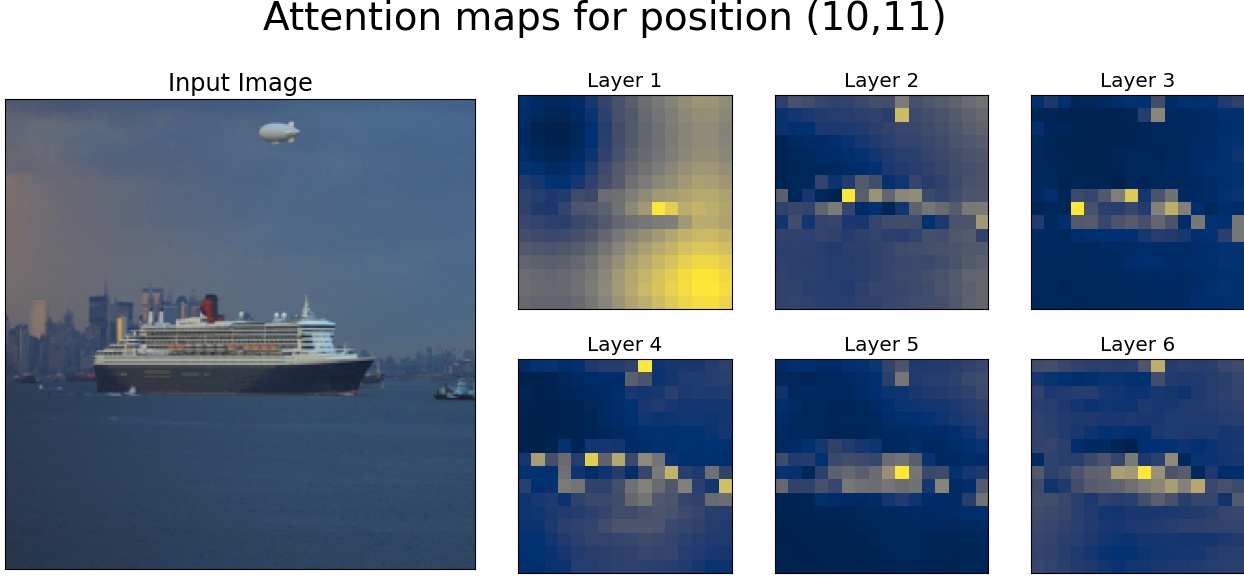 Attention maps for position (10,11)
Input Image
Layer 1
Layer 2
Layer 3
Layer 4
Layer 5
Layer 6